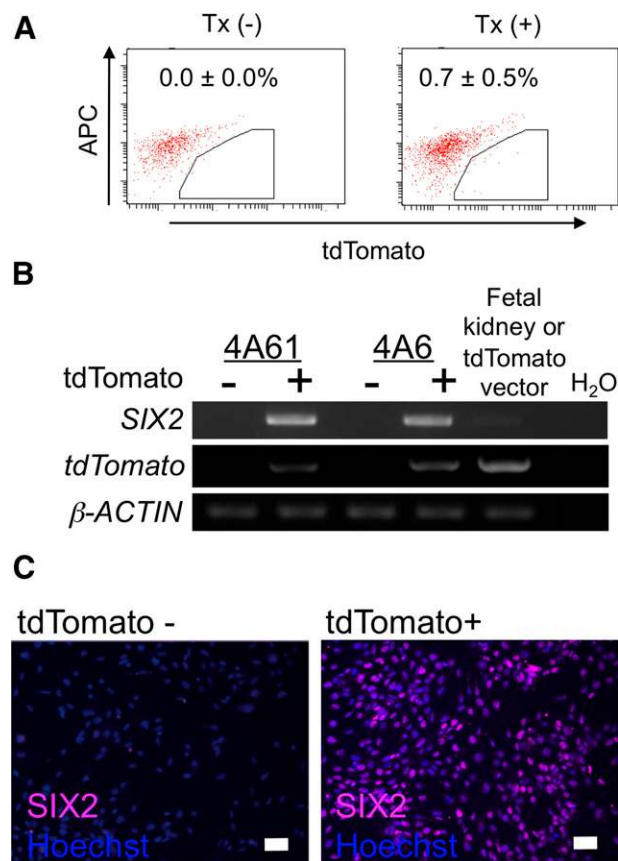 A
Tx (-)
Tx (+)
0.0 ± 0.0%
0.7 ± 0.5%
APC
tdTomato
B
Fetal
kidney or
tdTomato
vector
4A61
4A6
H₂O
tdTomato - + - +
SIX2
tdTomato
β-ACTIN
C
tdTomato -
tdTomato+
SIX2
Hoechst
SIX2
Hoechst